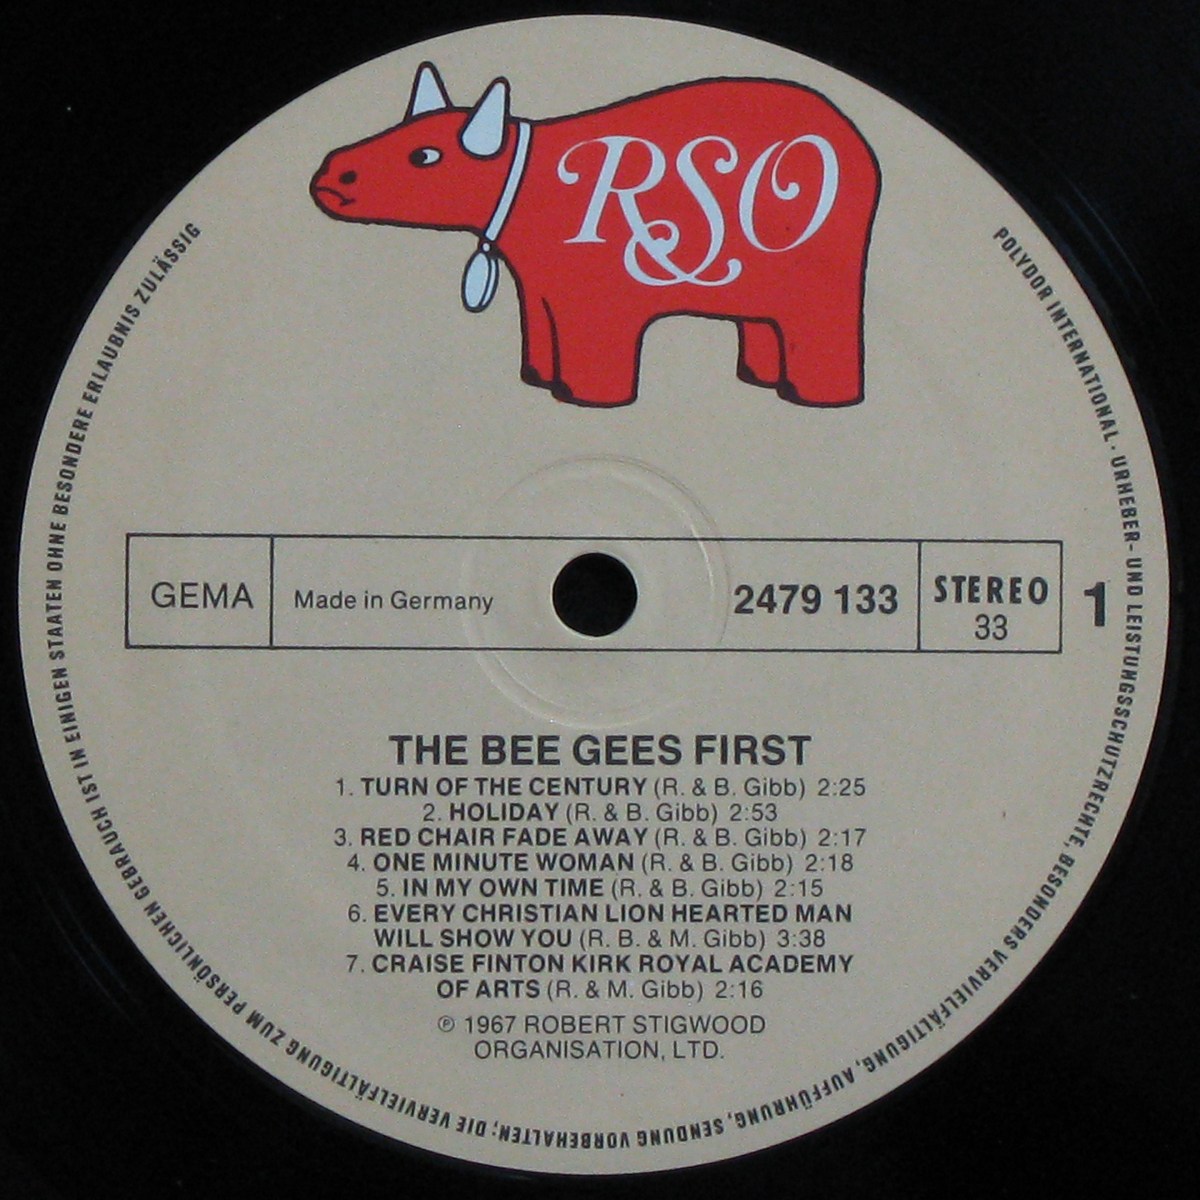 RSO
POLYDOR INTERNATIONAL · URHEBER- UND LEISTUNGSSCHUTZRECHTE, BESONDERS VERVIELFÄLTIGUNG, AUFFÜHRUNG, SENDUNG VORBEHALTEN; DIE VERVIELFÄLTIGUNG ZUM PERSÖNLICHEN GEBRAUCH IST IN EINIGEN STAATEN OHNE BESONDERE ERLAUBNIS ZULÄSSIG
GEMA Made in Germany 2479 133 STEREO 1
33
THE BEE GEES FIRST
1. TURN OF THE CENTURY (R. & B. Gibb) 2:25
2. HOLIDAY (R. & B. Gibb) 2:53
3. RED CHAIR FADE AWAY (R. & B. Gibb) 2:17
4. ONE MINUTE WOMAN (R. & B. Gibb) 2:18
5. IN MY OWN TIME (R. & B. Gibb) 2:15
6. EVERY CHRISTIAN LION HEARTED MAN
WILL SHOW YOU (R. B. & M. Gibb) 3:38
7. CRAISE FINTON KIRK ROYAL ACADEMY
OF ARTS (R. & M. Gibb) 2:16
℗ 1967 ROBERT STIGWOOD
ORGANISATION, LTD.